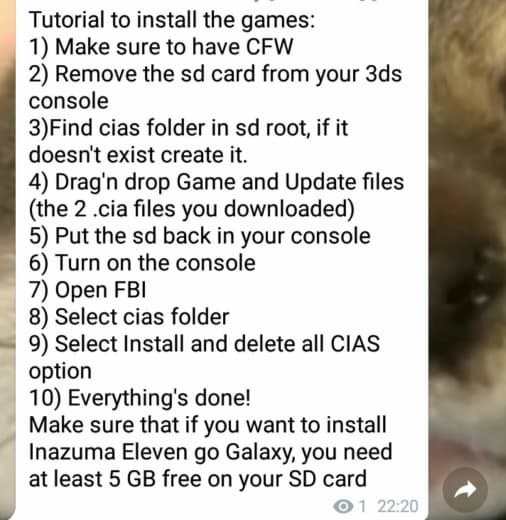 Tutorial to install the games:
1) Make sure to have CFW
2) Remove the sd card from your 3ds
console
3)Find cias folder in sd root, if it
doesn't exist create it.
4) Drag'n drop Game and Update files
(the 2 .cia files you downloaded)
5) Put the sd back in your console
6) Turn on the console
7) Open FBI
8) Select cias folder
9) Select Install and delete all CIAS
option
10) Everything's done!
Make sure that if you want to install
Inazuma Eleven go Galaxy, you need
at least 5 GB free on your SD card
1 22:20